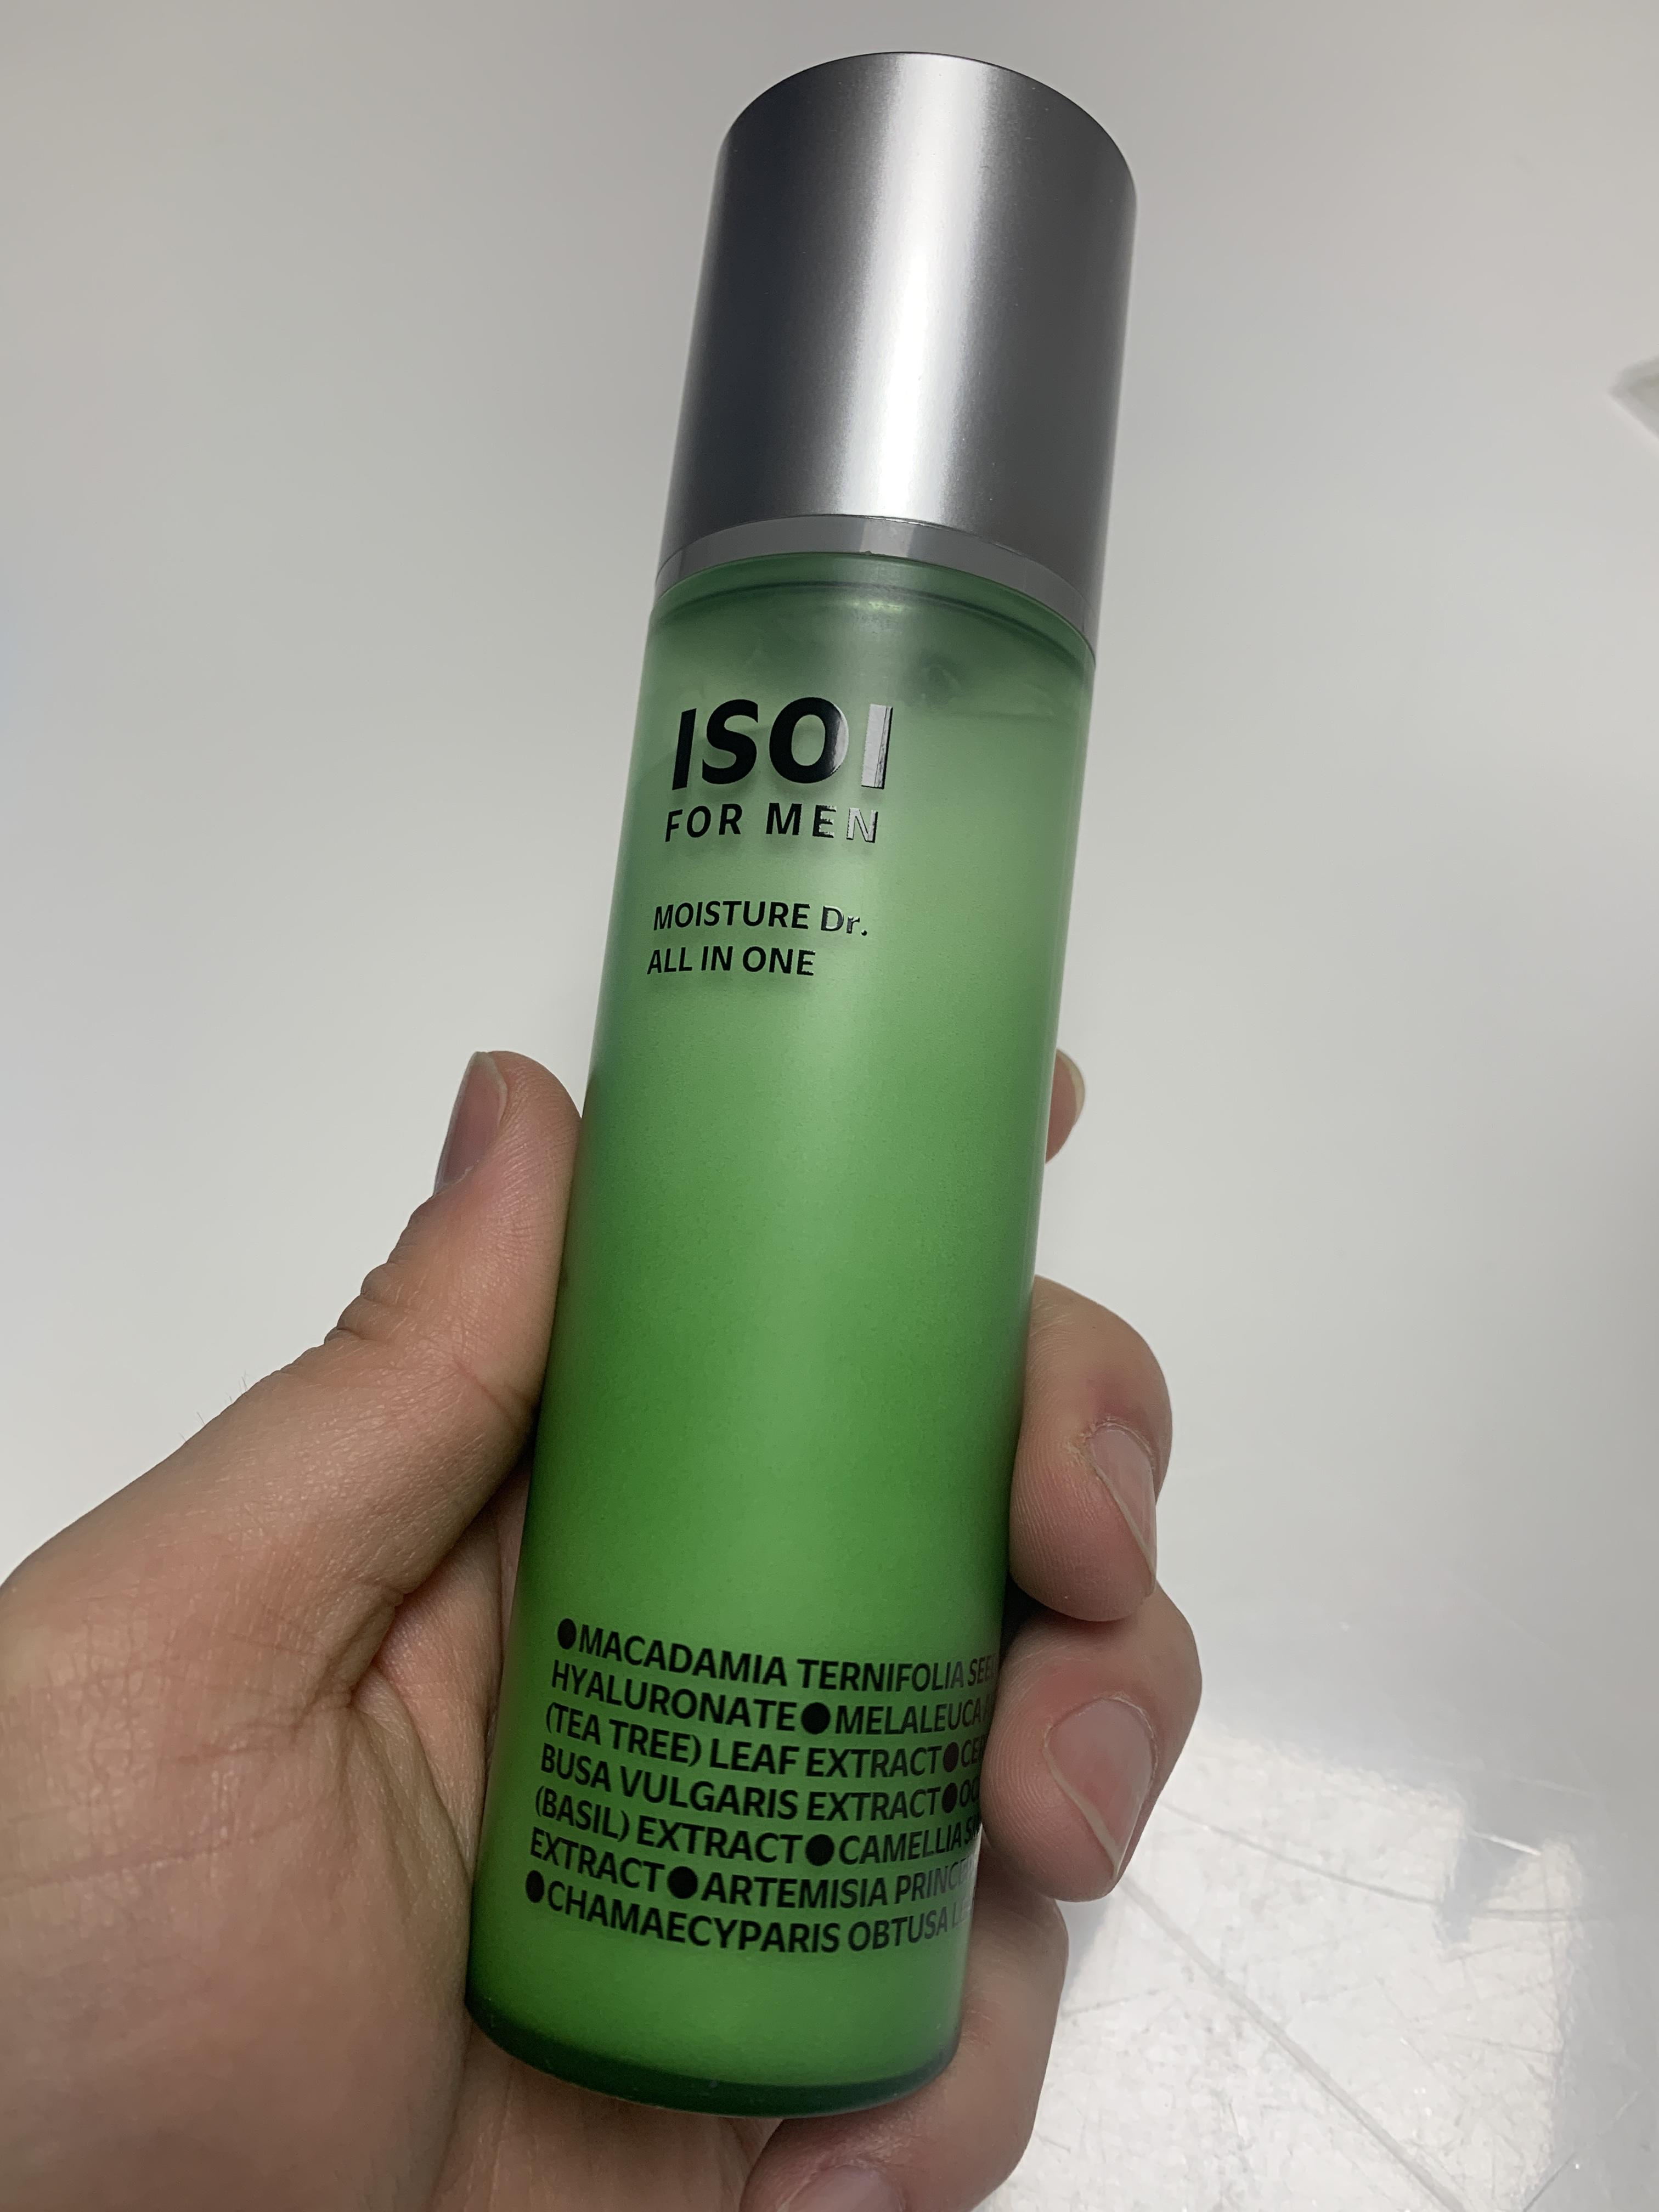 ISOI
FOR MEN
MOISTURE Dr.
ALL IN ONE
●MACADAMIA TERNIFOLIA
HYALURONATE●MELALEUCA
(TEA TREE) LEAF EXTRACT●
BUSA VULGARIS EXTRACT●
(BASIL) EXTRACT●CAMELLIA
EXTRACT●ARTEMISIA
●CHAMAECYPARIS OBTUSA